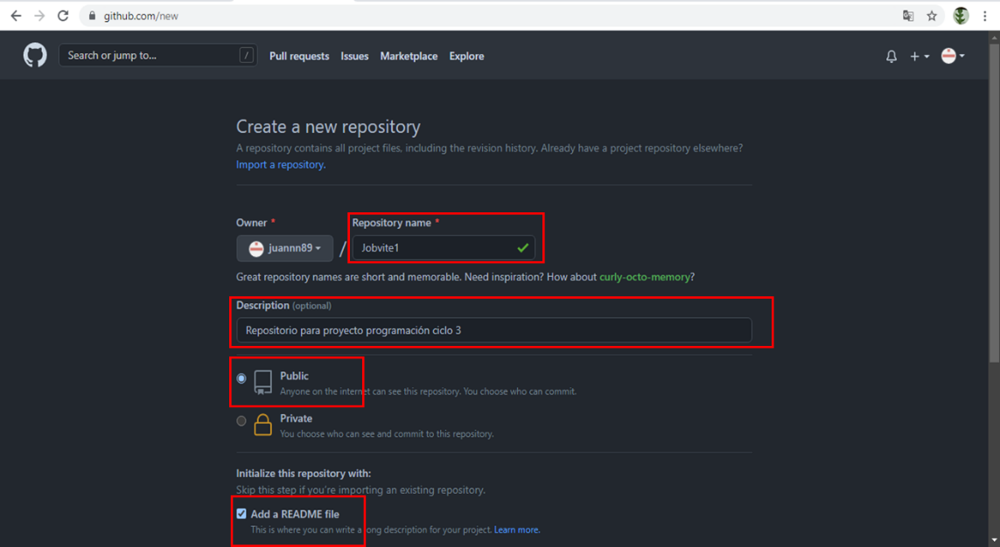 github.com/new
Search or jump to... / Pull requests Issues Marketplace Explore
Create a new repository
A repository contains all project files, including the revision history. Already have a project repository elsewhere?
Import a repository.
Owner * Repository name *
juannn89 / Jobvite1
Great repository names are short and memorable. Need inspiration? How about curly-octo-memory?
Description (optional)
Repositorio para proyecto programación ciclo 3
Public
Anyone on the internet can see this repository. You choose who can commit.
Private
You choose who can see and commit to this repository.
Initialize this repository with:
Skip this step if you're importing an existing repository.
Add a README file
This is where you can write a long description for your project. Learn more.